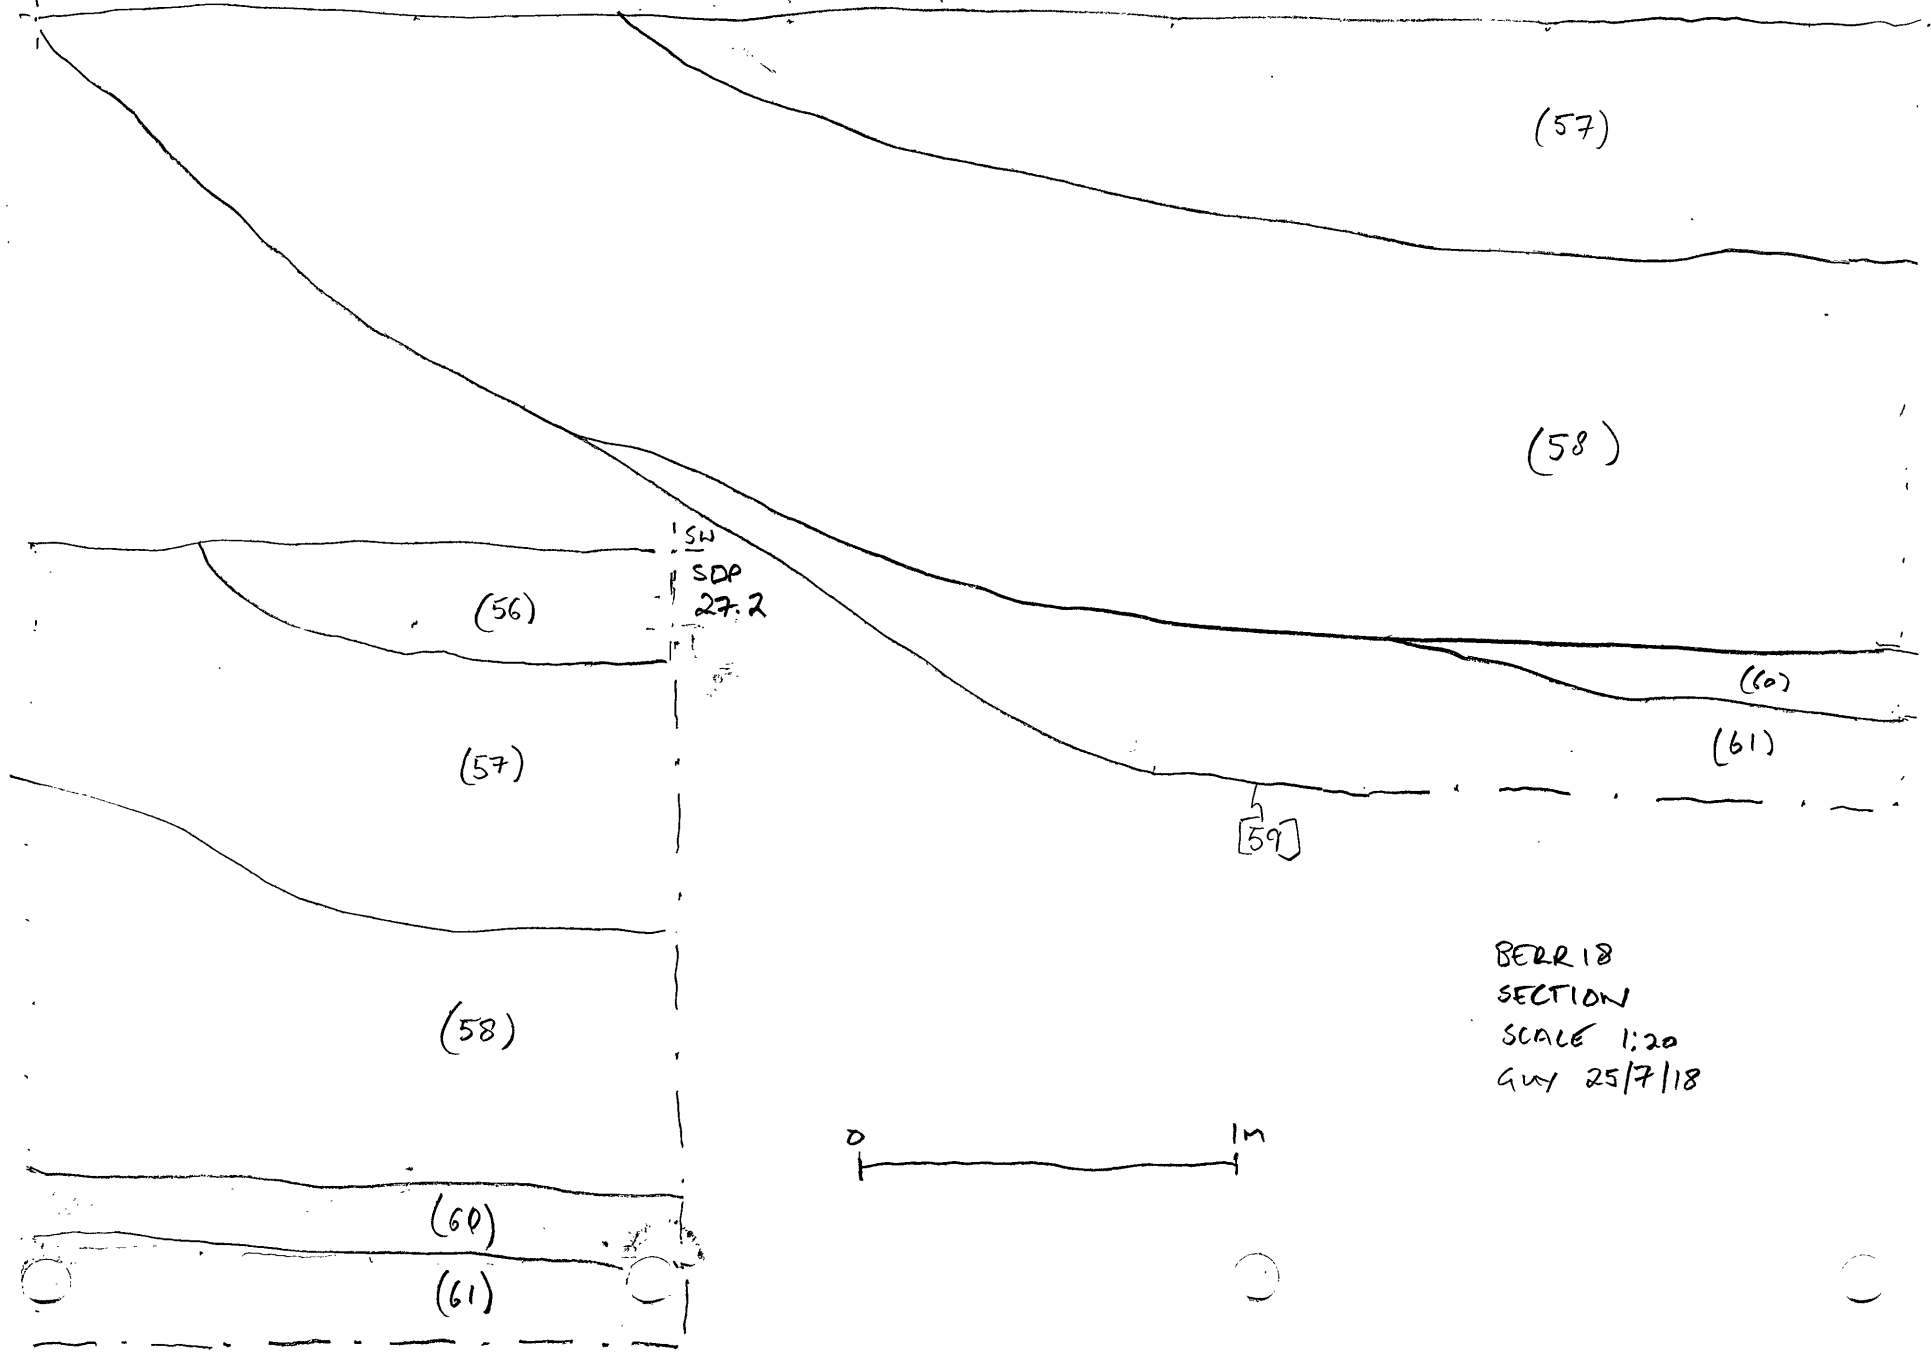 (57)
(58)
SW
SDP
27.2
(56)
(60)
(61)
(57)
[59]
BERR18
SECTION
SCALE 1:20
GUY 25/7/18
(58)
0 1m
(60)
(61)